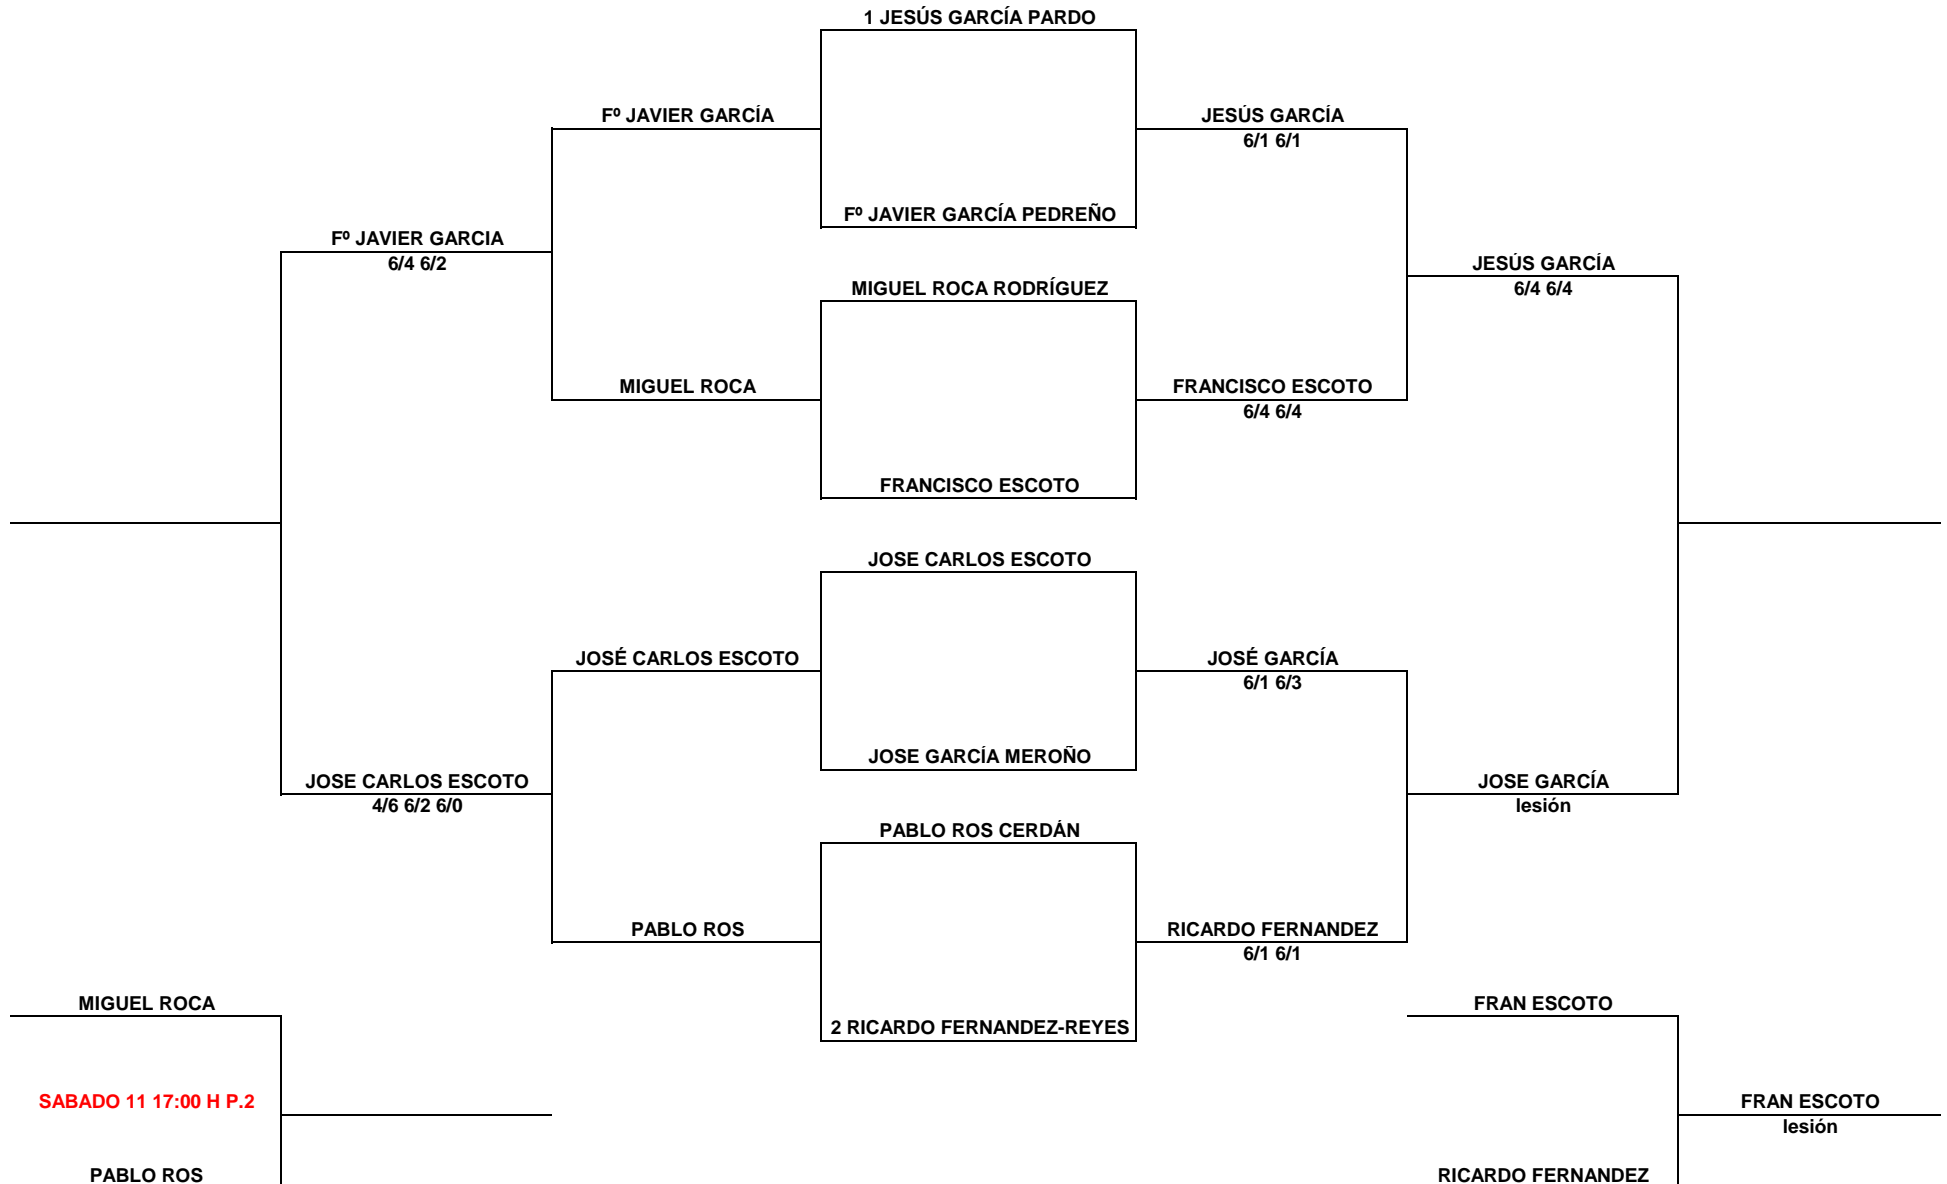 1 JESÚS GARCÍA PARDO
Fº JAVIER GARCÍA
JESÚS GARCÍA
6/1 6/1
Fº JAVIER GARCÍA PEDREÑO
Fº JAVIER GARCIA
6/4 6/2
JESÚS GARCÍA
6/4 6/4
MIGUEL ROCA RODRÍGUEZ
MIGUEL ROCA
FRANCISCO ESCOTO
6/4 6/4
FRANCISCO ESCOTO
JOSE CARLOS ESCOTO
JOSÉ CARLOS ESCOTO
JOSÉ GARCÍA
6/1 6/3
JOSE GARCÍA MEROÑO
JOSE CARLOS ESCOTO
4/6 6/2 6/0
JOSE GARCÍA
lesión
PABLO ROS CERDÁN
PABLO ROS
RICARDO FERNANDEZ
6/1 6/1
MIGUEL ROCA
FRAN ESCOTO
2 RICARDO FERNANDEZ-REYES
SABADO 11 17:00 H P.2
FRAN ESCOTO
lesión
PABLO ROS
RICARDO FERNANDEZ